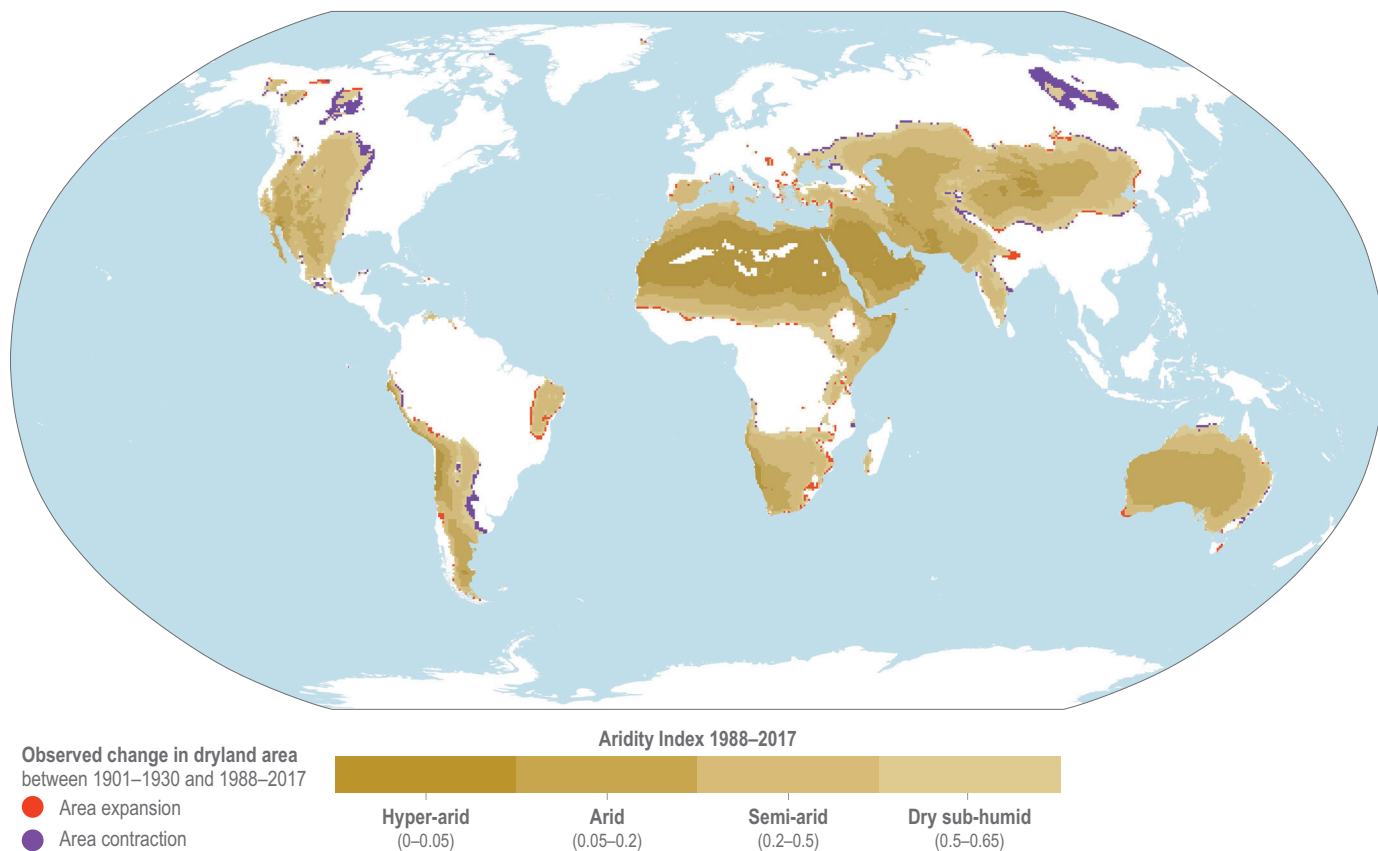 Observed change in dryland area
between 1901–1930 and 1988–2017
Area expansion
Area contraction
Aridity Index 1988–2017
Hyper-arid
(0–0.05)
Arid
(0.05–0.2)
Semi-arid
(0.2–0.5)
Dry sub-humid
(0.5–0.65)